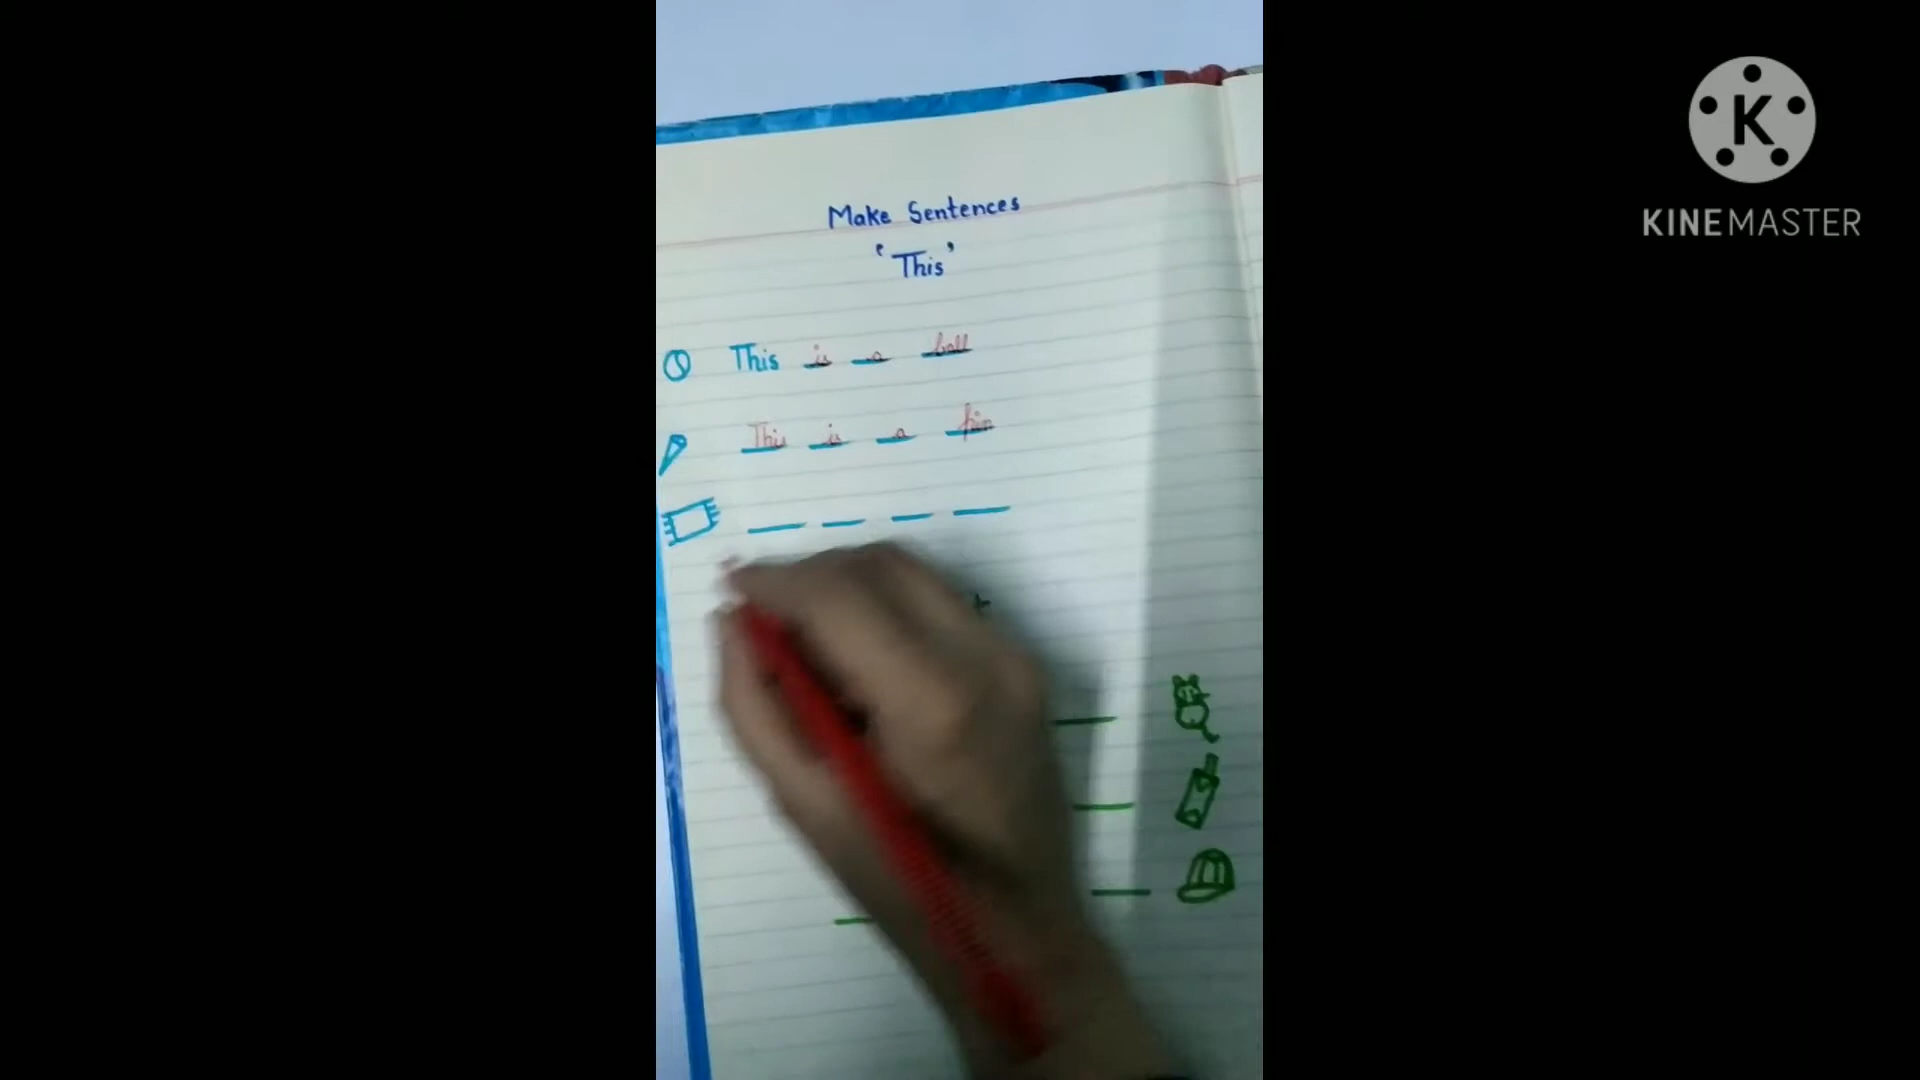 Make Sentences
'This'
This is a ball
This is a pin
K
KINEMASTER